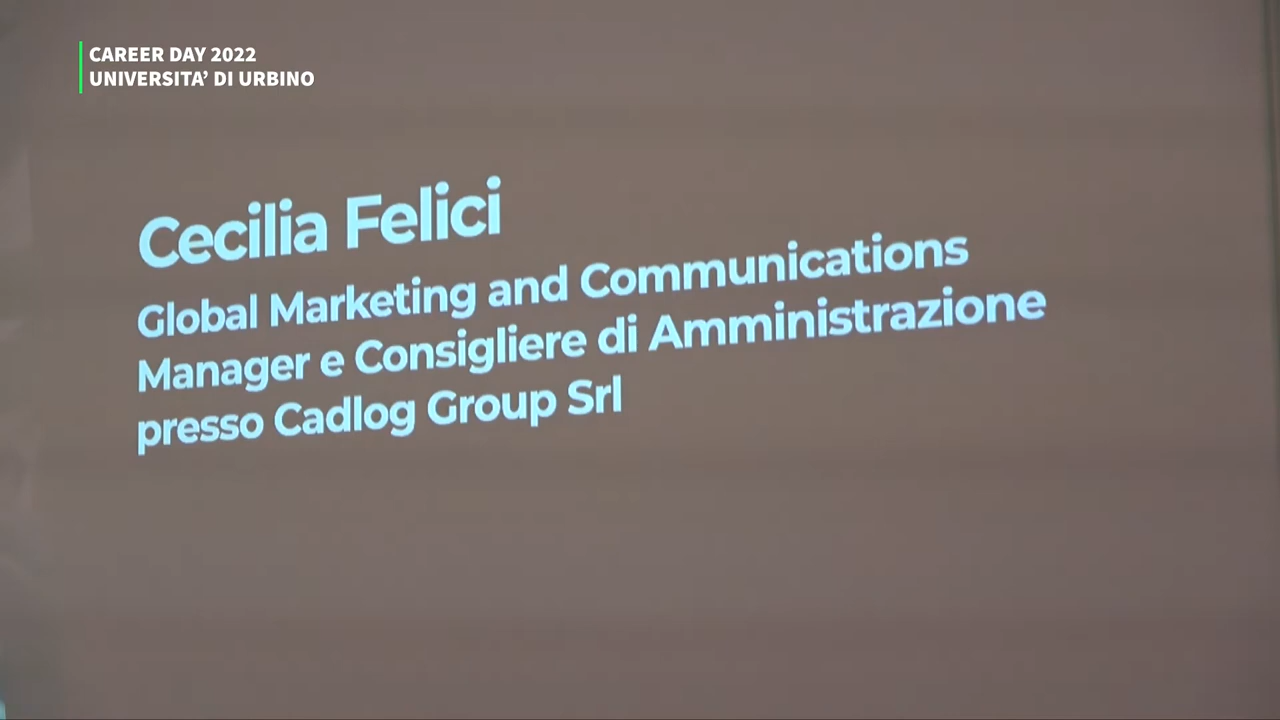 CAREER DAY 2022
UNIVERSITA’ DI URBINO
Cecilia Felici
Global Marketing and Communications
Manager e Consigliere di Amministrazione
presso Cadlog Group Srl